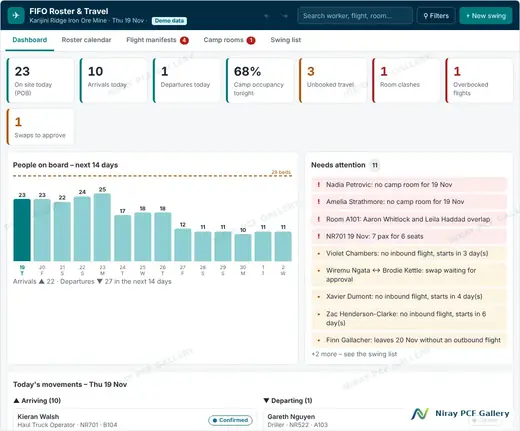 FIFO Roster & Travel
Karijini Ridge Iron Ore Mine · Thu 19 Nov
Demo data
Search worker, flight, room...
Filters
+ New swing
Dashboard
Roster calendar
Flight manifests 4
Camp rooms 1
Swing list
23
On site today (POB)
10
Arrivals today
1
Departures today
68%
Camp occupancy tonight
3
Unbooked travel
1
Room clashes
1
Overbooked flights
1
Swaps to approve
People on board – next 14 days
28 beds
23 23 22 24 25 17 18 18 12 11 11 10 11 11
19 20 21 22 23 24 25 26 27 28 29 30 1 2
T F S S M T W T F S S M T W
Arrivals ▲ 22 · Departures ▼ 27 in the next 14 days
Needs attention 11
! Nadia Petrovic: no camp room for 19 Nov
! Amelia Strathmore: no camp room for 19 Nov
! Room A101: Aaron Whitlock and Leila Haddad overlap
! NR701 19 Nov: 7 pax for 6 seats
• Violet Chambers: no inbound flight, starts in 3 day(s)
• Wiremu Ngata ↔ Brodie Kettle: swap waiting for
approval
• Xavier Dumont: no inbound flight, starts in 4 day(s)
• Zac Henderson-Clarke: no inbound flight, starts in 6
day(s)
• Finn Gallacher: leaves 20 Nov without an outbound flight
+2 more – see the swing list
Today's movements – Thu 19 Nov
▲ Arriving (10)
Kieran Walsh
Haul Truck Operator · NR701 · B104
Confirmed
▼ Departing (1)
Gareth Nguyen
Driller · NR522 · A103
Niray PCF Gallery
NIRAY PCF GALLERY